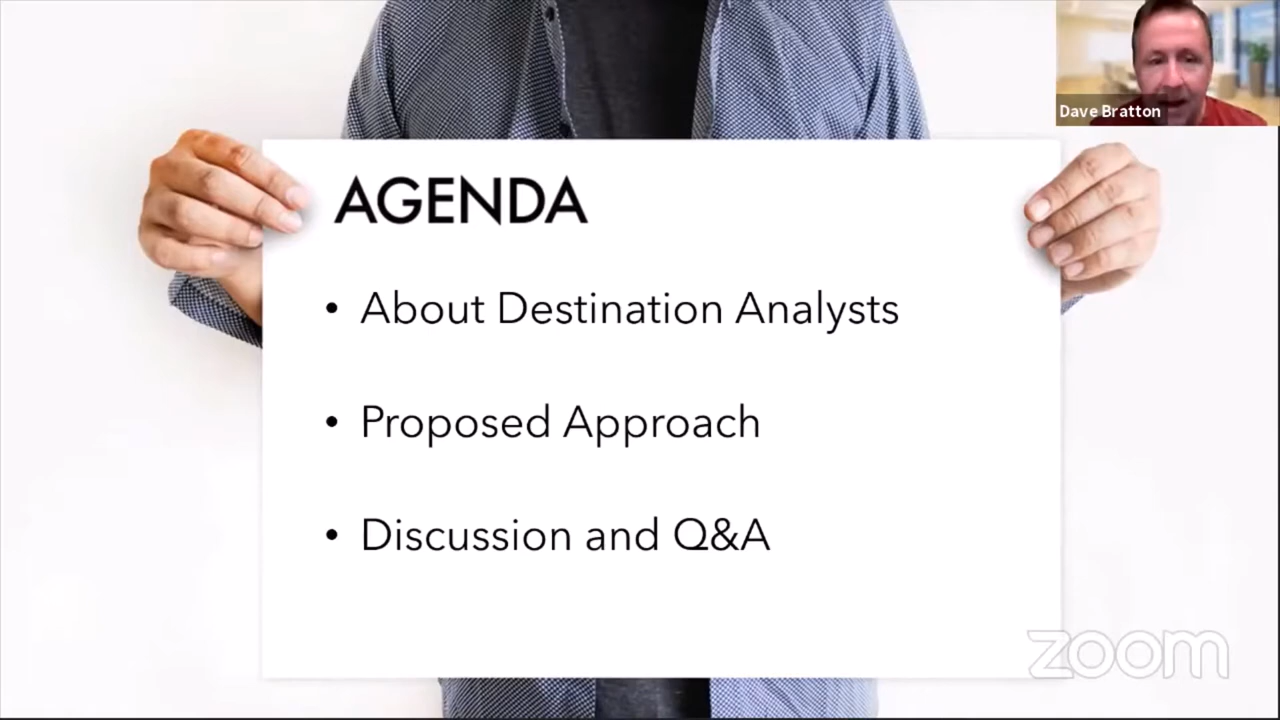 Dave Bratton
AGENDA
• About Destination Analysts
• Proposed Approach
• Discussion and Q&A
zoom